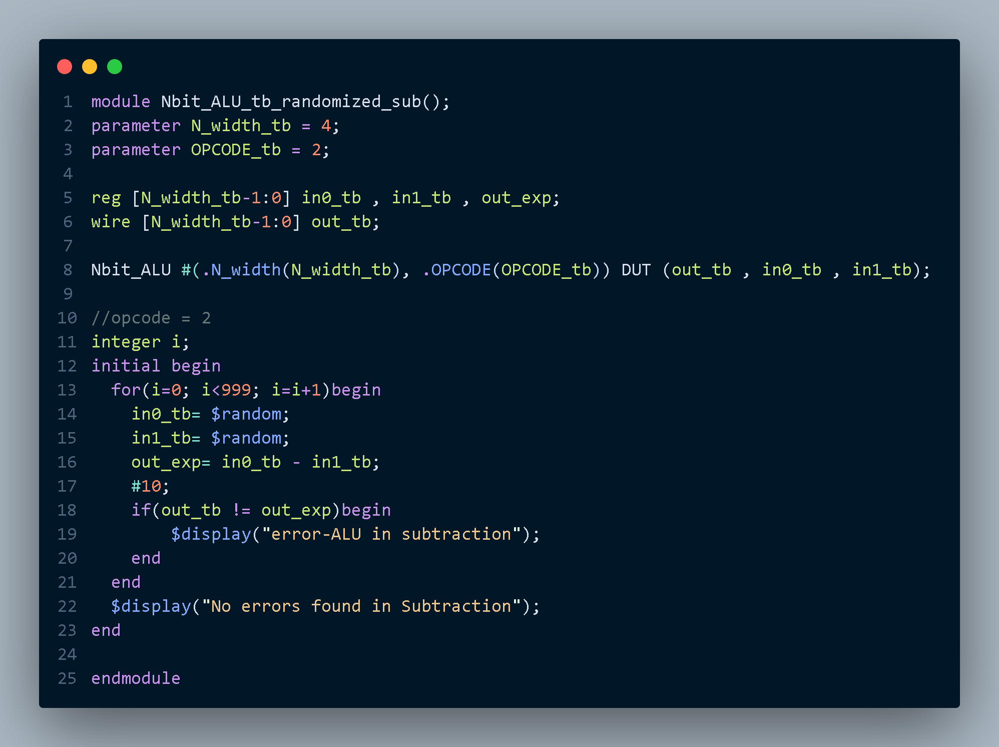 1 module Nbit_ALU_tb_randomized_sub();
2 parameter N_width_tb = 4;
3 parameter OPCODE_tb = 2;
4
5 reg [N_width_tb-1:0] in0_tb , in1_tb , out_exp;
6 wire [N_width_tb-1:0] out_tb;
7
8 Nbit_ALU #(.N_width(N_width_tb), .OPCODE(OPCODE_tb)) DUT (out_tb , in0_tb , in1_tb);
9
10 //opcode = 2
11 integer i;
12 initial begin
13   for(i=0; i<999; i=i+1)begin
14     in0_tb= $random;
15     in1_tb= $random;
16     out_exp= in0_tb - in1_tb;
17     #10;
18     if(out_tb != out_exp)begin
19         $display("error-ALU in subtraction");
20     end
21   end
22   $display("No errors found in Subtraction");
23 end
24
25 endmodule